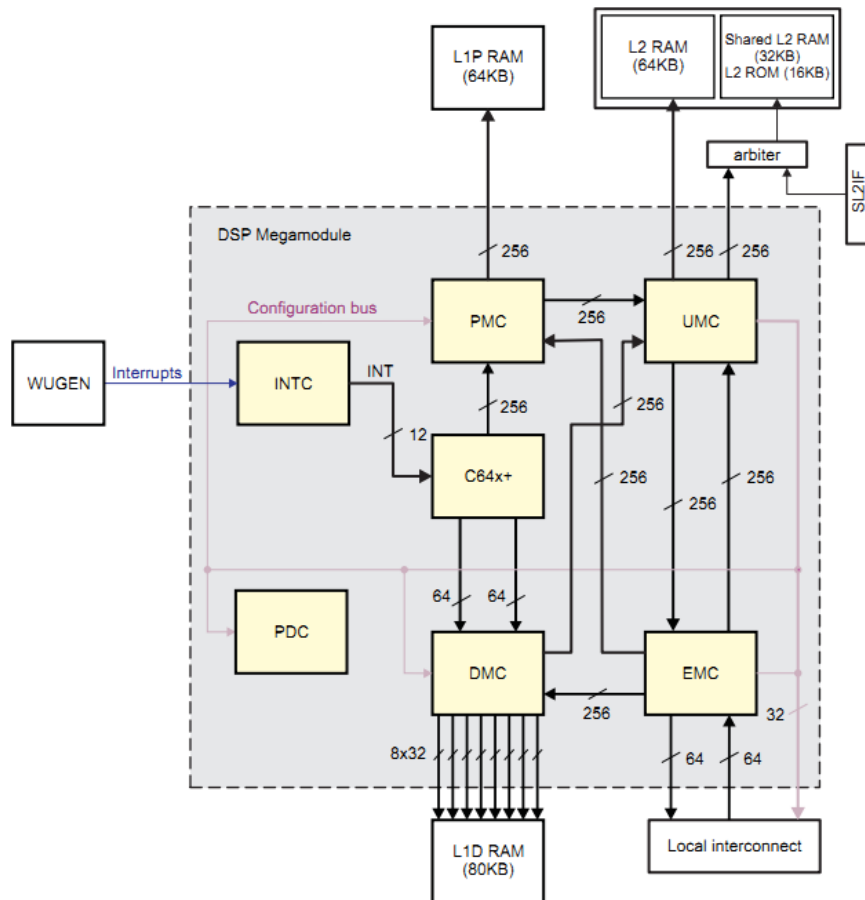 L1P RAM
(64KB)
L2 RAM
(64KB)
Shared L2 RAM
(32KB)
L2 ROM (16KB)
arbiter
SL2IF
DSP Megamodule
256
256
256
Configuration bus
PMC
256
UMC
WUGEN
Interrupts
INTC
INT
256
256
12
C64x+
256
256
256
64
64
PDC
DMC
256
EMC
32
8x32
64
64
L1D RAM
(80KB)
Local interconnect